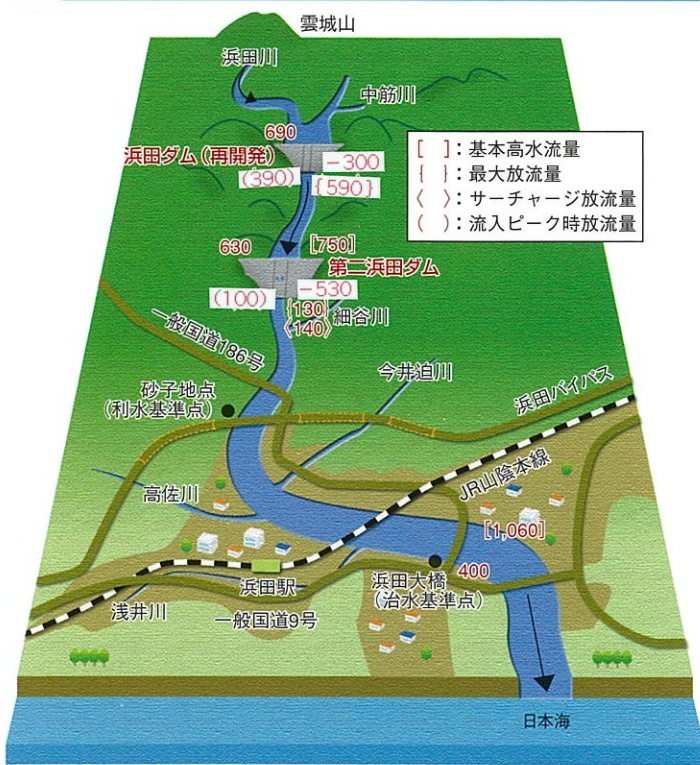 雲城山
浜田川
中筋川
690
浜田ダム(再開発)
-300
(390)
{590}
[ ]:基本高水流量
{ }:最大放流量
〈 〉:サーチャージ放流量
( ):流入ピーク時放流量
630
[750]
第二浜田ダム
(100)
-530
{130}
〈140〉
細谷川
一般国道186号
今井迫川
砂子地点
(利水基準点)
浜田バイパス
JR山陰本線
高佐川
[1,060]
浜田駅
浜田大橋
(治水基準点)
400
浅井川
一般国道9号
日本海